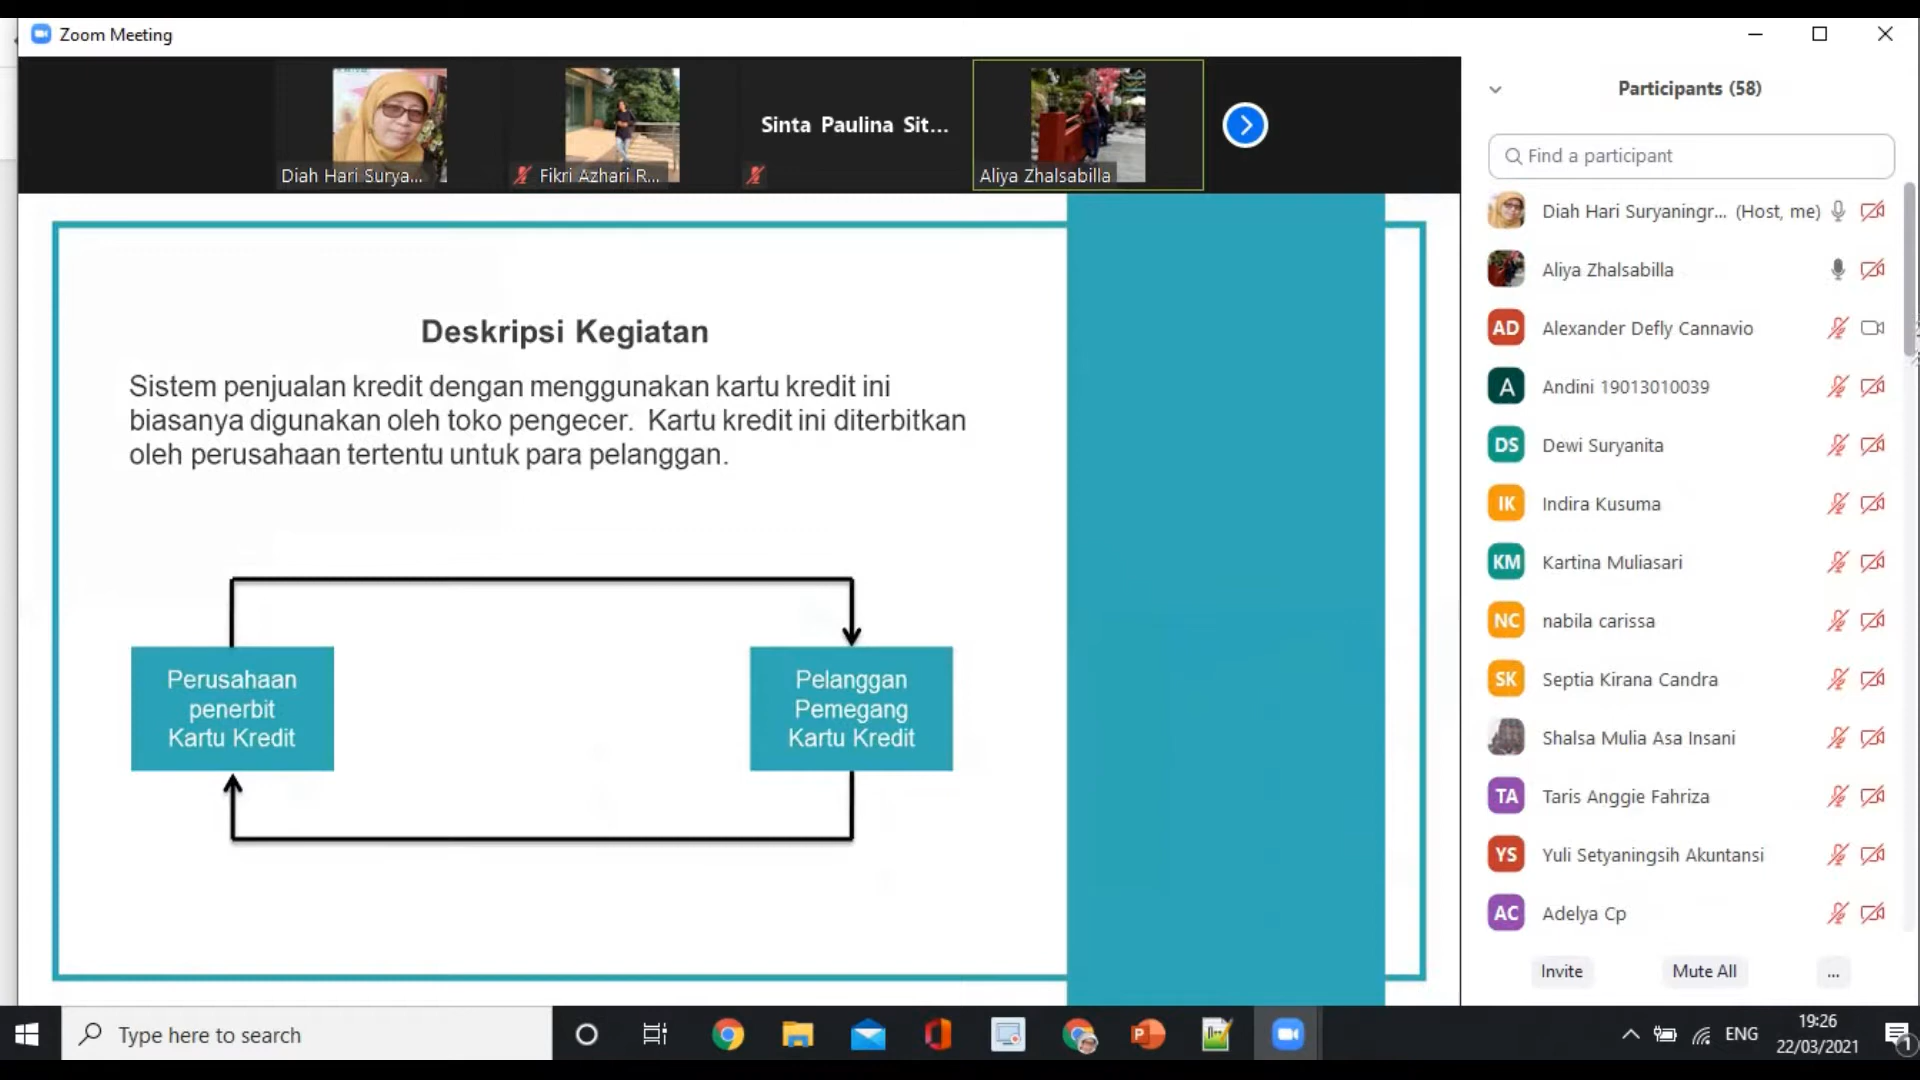 Zoom Meeting
Diah Hari Surya...
Fikri Azhari R...
Sinta Paulina Sit...
Aliya Zhalsabilla
Deskripsi Kegiatan
Sistem penjualan kredit dengan menggunakan kartu kredit ini
biasanya digunakan oleh toko pengecer. Kartu kredit ini diterbitkan
oleh perusahaan tertentu untuk para pelanggan.
Perusahaan
penerbit
Kartu Kredit
Pelanggan
Pemegang
Kartu Kredit
Participants (58)
Find a participant
Diah Hari Suryaningr... (Host, me)
Aliya Zhalsabilla
AD Alexander Defly Cannavio
A Andini 19013010039
DS Dewi Suryanita
IK Indira Kusuma
KM Kartina Muliasari
NC nabila carissa
SK Septia Kirana Candra
Shalsa Mulia Asa Insani
TA Taris Anggie Fahriza
YS Yuli Setyaningsih Akuntansi
AC Adelya Cp
Invite Mute All ...
Type here to search
ENG
19:26
22/03/2021
1